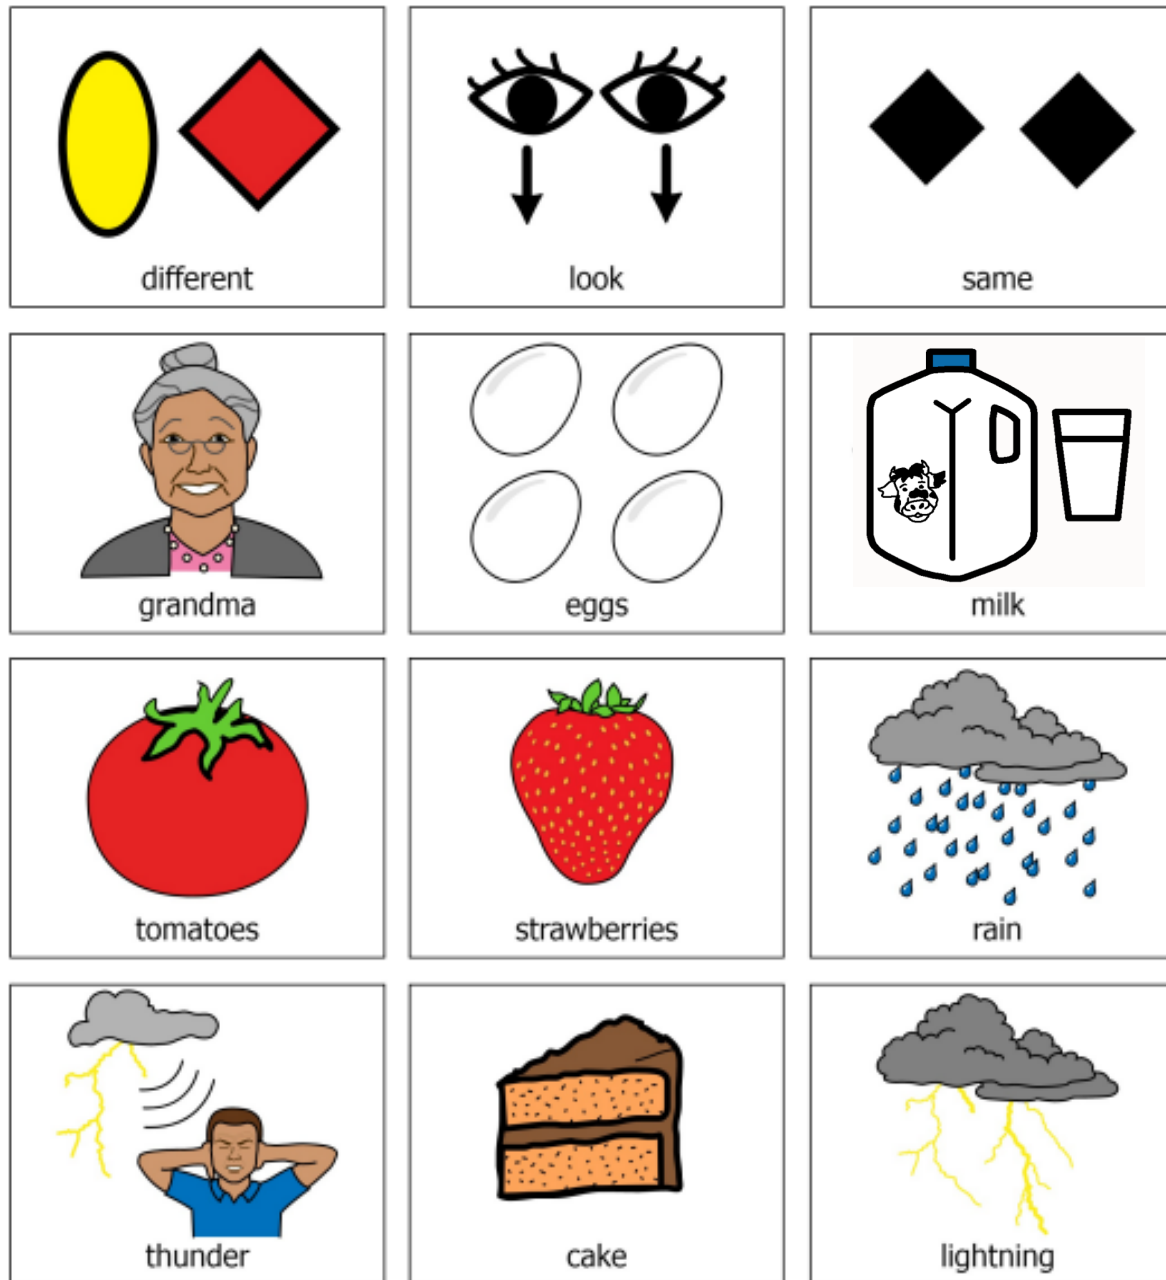 different
look
same
grandma
eggs
milk
tomatoes
strawberries
rain
thunder
cake
lightning